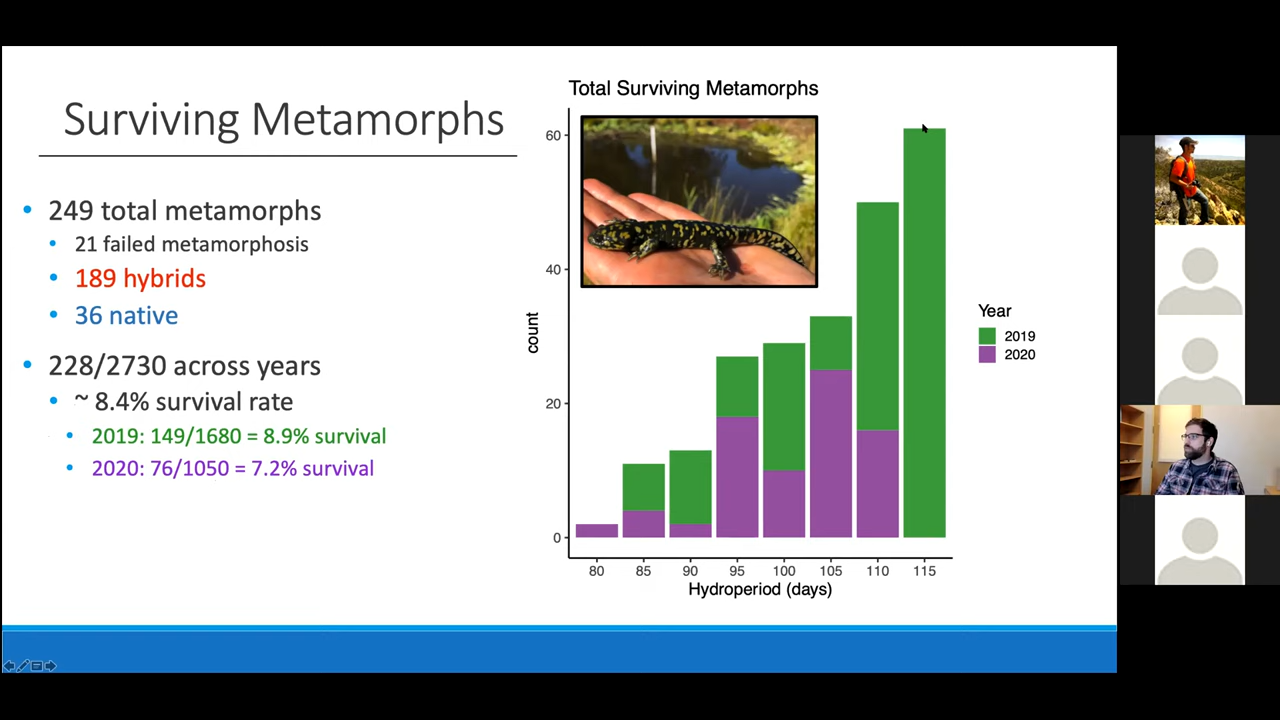 Surviving Metamorphs
• 249 total metamorphs
• 21 failed metamorphosis
• 189 hybrids
• 36 native
• 228/2730 across years
• ~ 8.4% survival rate
• 2019: 149/1680 = 8.9% survival
• 2020: 76/1050 = 7.2% survival
Total Surviving Metamorphs
count
60
40
20
0
80 85 90 95 100 105 110 115
Hydroperiod (days)
Year
2019
2020